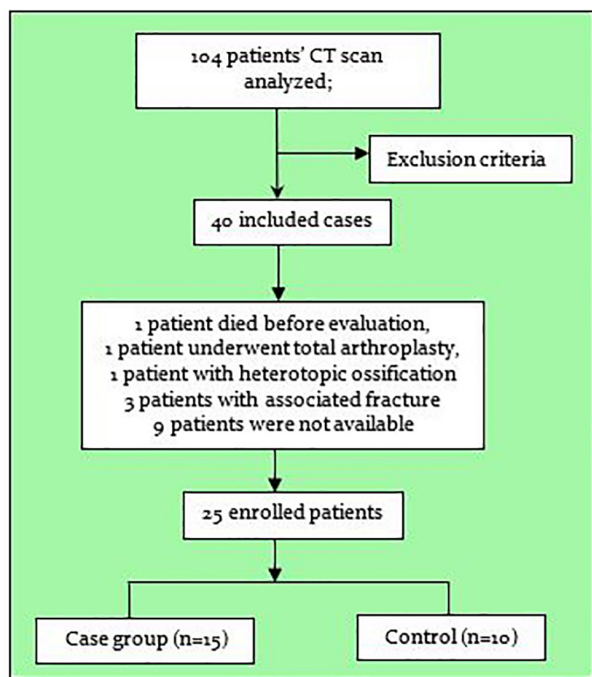 104 patients’ CT scan
analyzed;
Exclusion criteria
40 included cases
1 patient died before evaluation,
1 patient underwent total arthroplasty,
1 patient with heterotopic ossification
3 patients with associated fracture
9 patients were not available
25 enrolled patients
Case group (n=15)
Control (n=10)